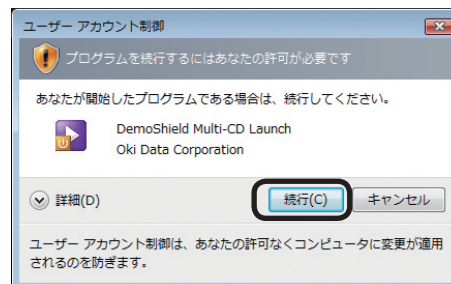 ユーザー アカウント制御
プログラムを続行するにはあなたの許可が必要です
あなたが開始したプログラムである場合は、続行してください。
DemoShield Multi-CD Launch
Oki Data Corporation
詳細(D)
続行(C)
キャンセル
ユーザー アカウント制御は、あなたの許可なくコンピュータに変更が適用
されるのを防ぎます。